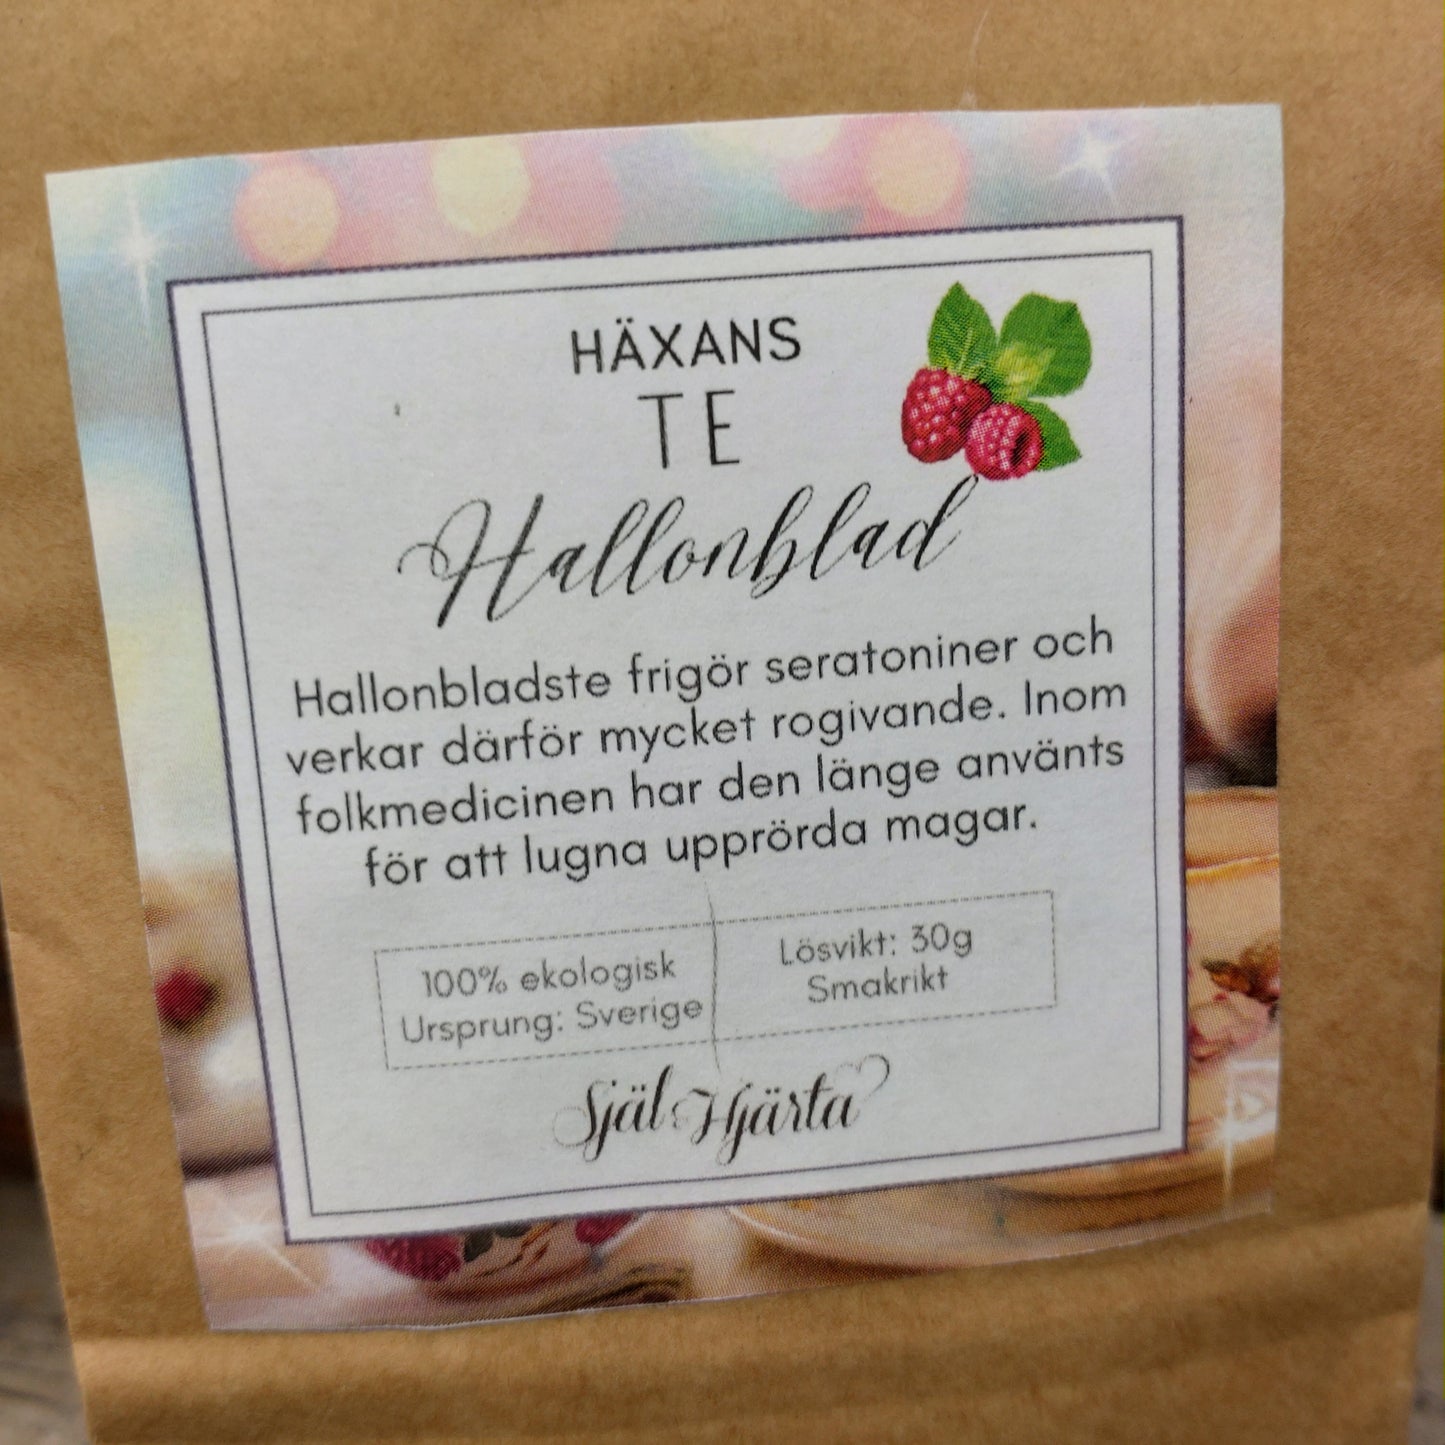 HÄXANS
TE
Hallonblad
Hallonbladste frigör seratoniner och
verkar därför mycket rogivande. Inom
folkmedicinen har den länge använts
för att lugna upprörda magar.
100% ekologisk
Ursprung: Sverige
Lösvikt: 30g
Smakrikt
Själ & Hjärta